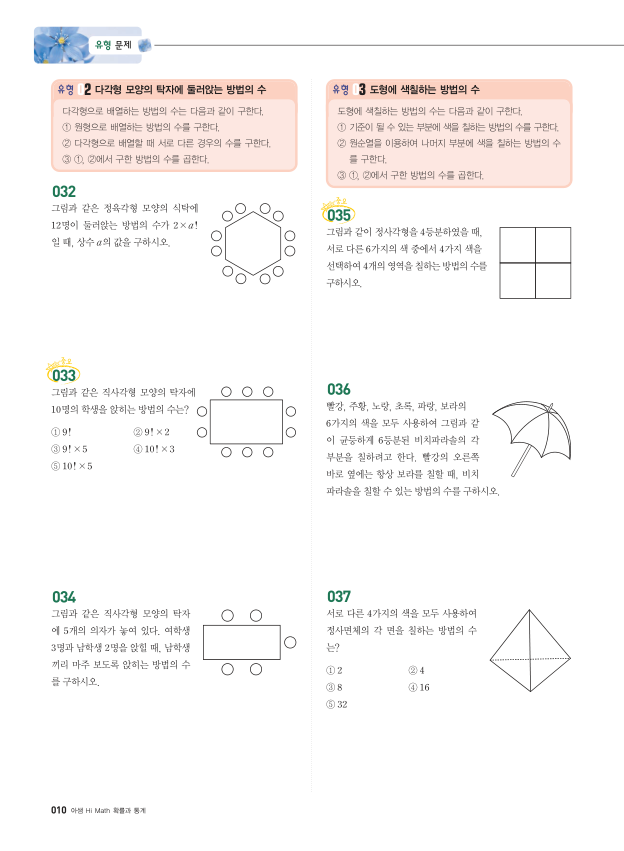 유형 문제
유형 02 다각형 모양의 탁자에 둘러앉는 방법의 수
다각형으로 배열하는 방법의 수는 다음과 같이 구한다.
① 원형으로 배열하는 방법의 수를 구한다.
② 다각형으로 배열할 때 서로 다른 경우의 수를 구한다.
③ ①, ②에서 구한 방법의 수를 곱한다.
032
그림과 같은 정육각형 모양의 식탁에
12명이 둘러앉는 방법의 수가 2×a!
일 때, 상수 a의 값을 구하시오.
중요
033
그림과 같은 직사각형 모양의 탁자에
10명의 학생을 앉히는 방법의 수는?
① 9! ② 9!×2
③ 9!×5 ④ 10!×3
⑤ 10!×5
034
그림과 같은 직사각형 모양의 탁자
에 5개의 의자가 놓여 있다. 여학생
3명과 남학생 2명을 앉힐 때, 남학생
끼리 마주 보도록 앉히는 방법의 수
를 구하시오.
유형 03 도형에 색칠하는 방법의 수
도형에 색칠하는 방법의 수는 다음과 같이 구한다.
① 기준이 될 수 있는 부분에 색을 칠하는 방법의 수를 구한다.
② 원순열을 이용하여 나머지 부분에 색을 칠하는 방법의 수
를 구한다.
③ ①, ②에서 구한 방법의 수를 곱한다.
중요
035
그림과 같이 정사각형을 4등분하였을 때,
서로 다른 6가지의 색 중에서 4가지 색을
선택하여 4개의 영역을 칠하는 방법의 수를
구하시오.
036
빨강, 주황, 노랑, 초록, 파랑, 보라의
6가지의 색을 모두 사용하여 그림과 같
이 균등하게 6등분된 비치파라솔의 각
부분을 칠하려고 한다. 빨강의 오른쪽
바로 옆에는 항상 보라를 칠할 때, 비치
파라솔을 칠할 수 있는 방법의 수를 구하시오.
037
서로 다른 4가지의 색을 모두 사용하여
정사면체의 각 면을 칠하는 방법의 수
는?
① 2 ② 4
③ 8 ④ 16
⑤ 32
010 아샘 Hi Math 확률과 통계